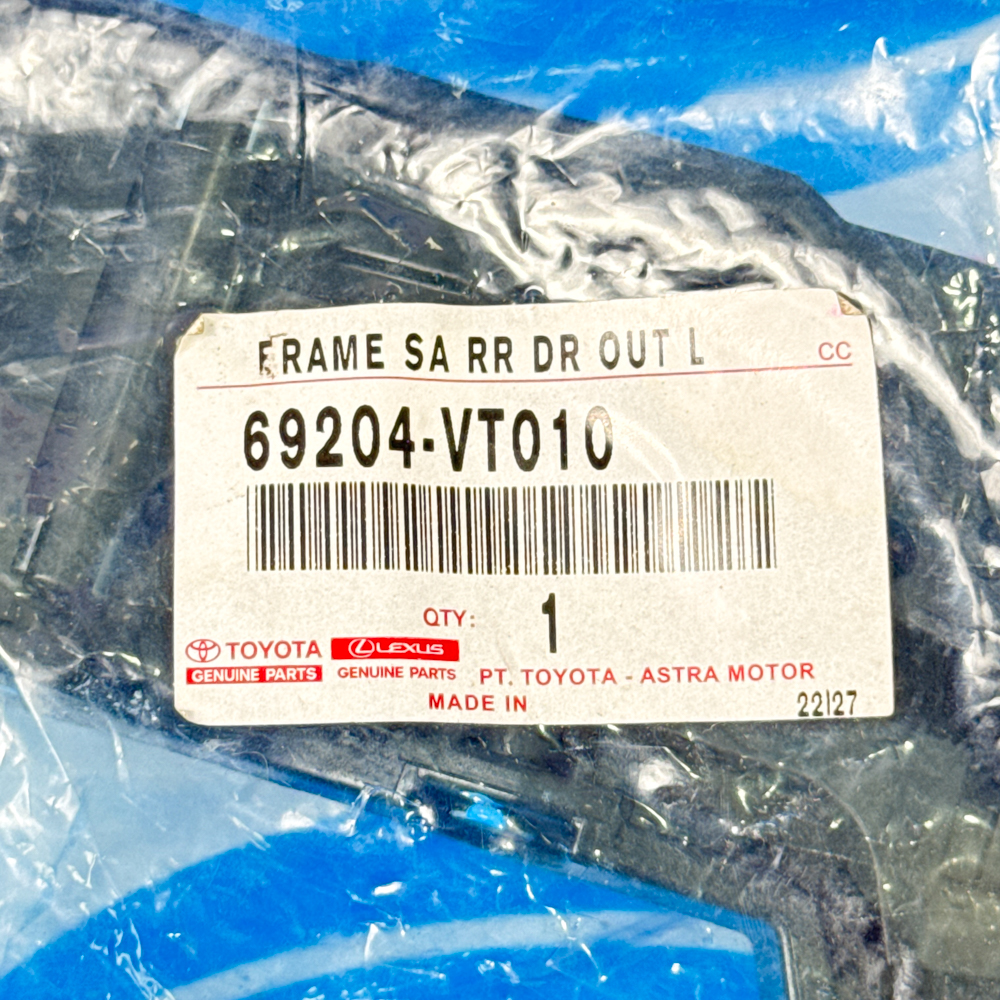 FRAME SA RR DR OUT L
CC
69204-VT010
QTY: 1
TOYOTA LEXUS
GENUINE PARTS GENUINE PARTS PT. TOYOTA - ASTRA MOTOR
MADE IN
22|27